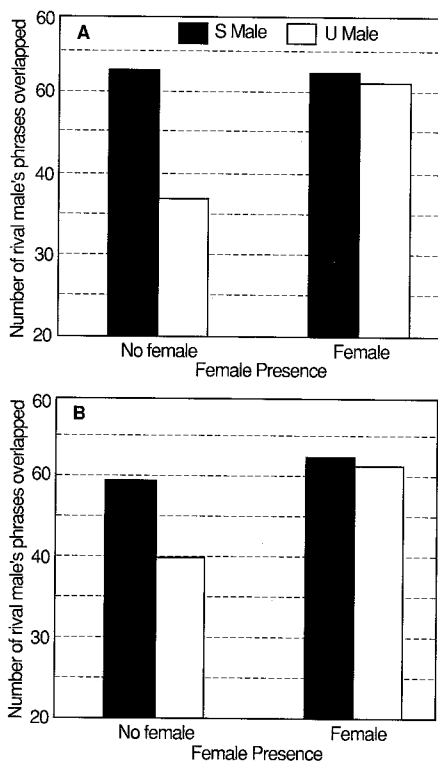 A
S Male
U Male
Number of rival male's phrases overlapped
60
60
40
30
20
No female
Female
Female Presence
B
Number of rival male's phrases overlapped
60
60
40
30
20
No female
Female
Female Presence